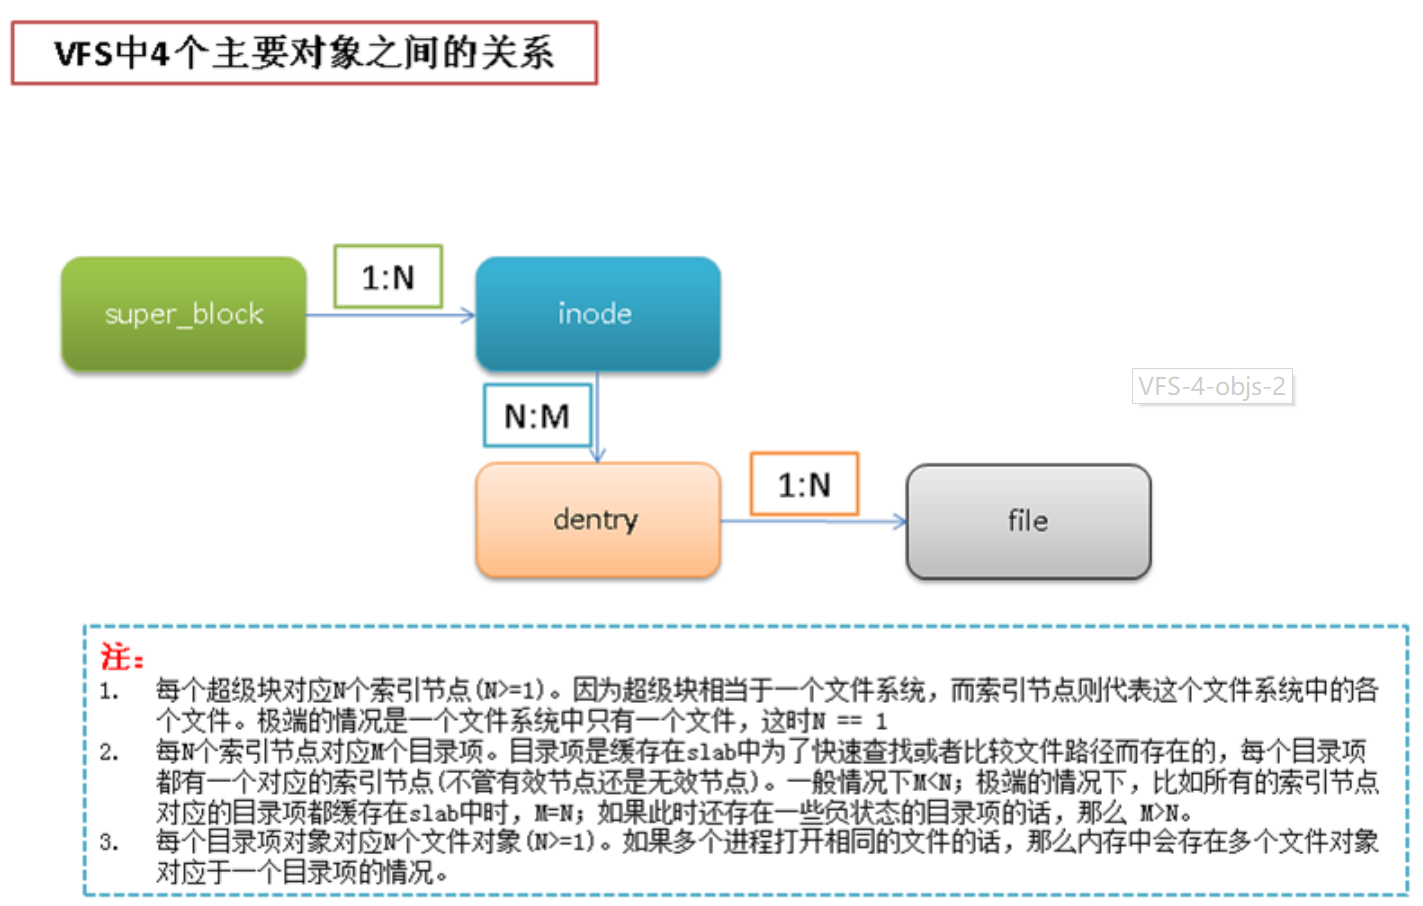 VFS中4个主要对象之间的关系
1:N
super_block
inode
VFS-4-objs-2
N:M
1:N
dentry
file
注：
1. 每个超级块对应N个索引节点(N>=1)。因为超级块相当于一个文件系统，而索引节点则代表这个文件系统中的各
个文件。极端的情况是一个文件系统中只有一个文件，这时N == 1
2. 每N个索引节点对应M个目录项。目录项是缓存在slab中为了快速查找或者比较文件路径而存在的，每个目录项
都有一个对应的索引节点(不管有效节点还是无效节点)。一般情况下M<N；极端的情况下，比如所有的索引节点
对应的目录项都缓存在slab中时，M=N；如果此时还存在一些负状态的目录项的话，那么 M>N。
3. 每个目录项对象对应N个文件对象(N>=1)。如果多个进程打开相同的文件的话，那么内存中会存在多个文件对象
对应于一个目录项的情况。